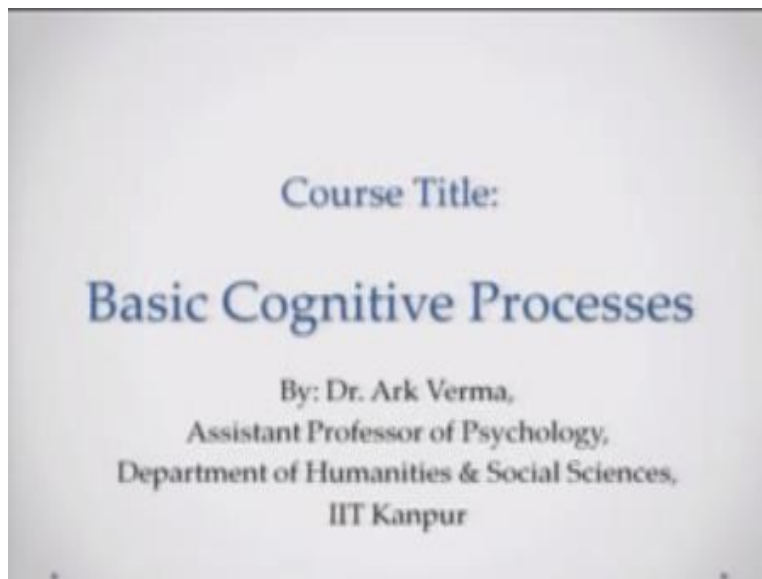 Course Title:
Basic Cognitive Processes
By: Dr. Ark Verma,
Assistant Professor of Psychology,
Department of Humanities & Social Sciences,
IIT Kanpur